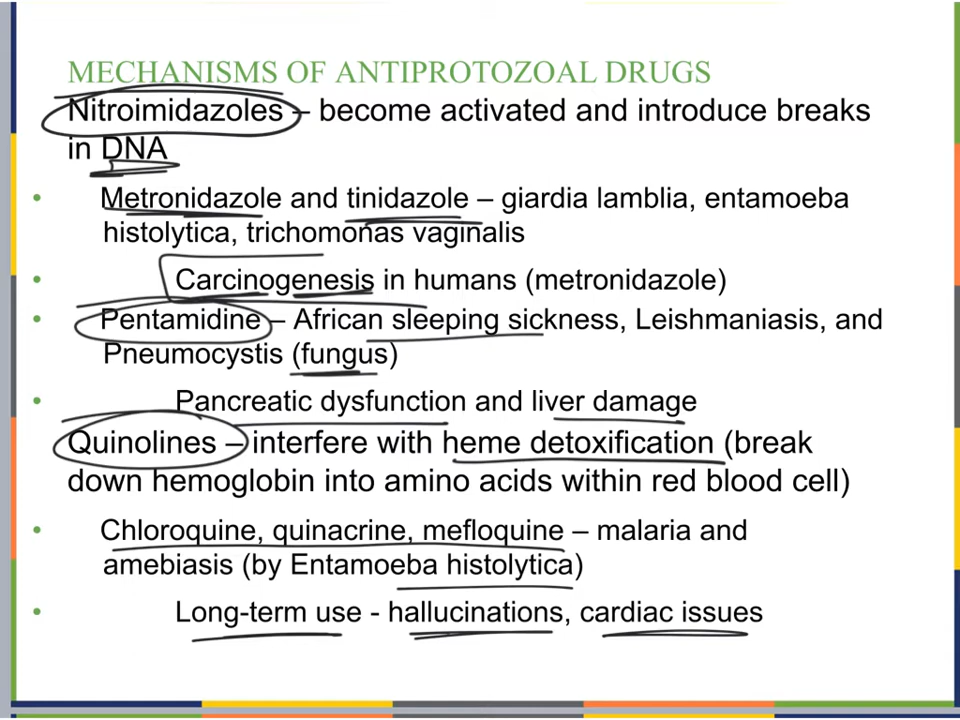 MECHANISMS OF ANTIPROTOZOAL DRUGS
Nitroimidazoles – become activated and introduce breaks
in DNA
• Metronidazole and tinidazole – giardia lamblia, entamoeba
histolytica, trichomonas vaginalis
• Carcinogenesis in humans (metronidazole)
• Pentamidine – African sleeping sickness, Leishmaniasis, and
Pneumocystis (fungus)
• Pancreatic dysfunction and liver damage
Quinolines – interfere with heme detoxification (break
down hemoglobin into amino acids within red blood cell)
• Chloroquine, quinacrine, mefloquine – malaria and
amebiasis (by Entamoeba histolytica)
• Long-term use - hallucinations, cardiac issues